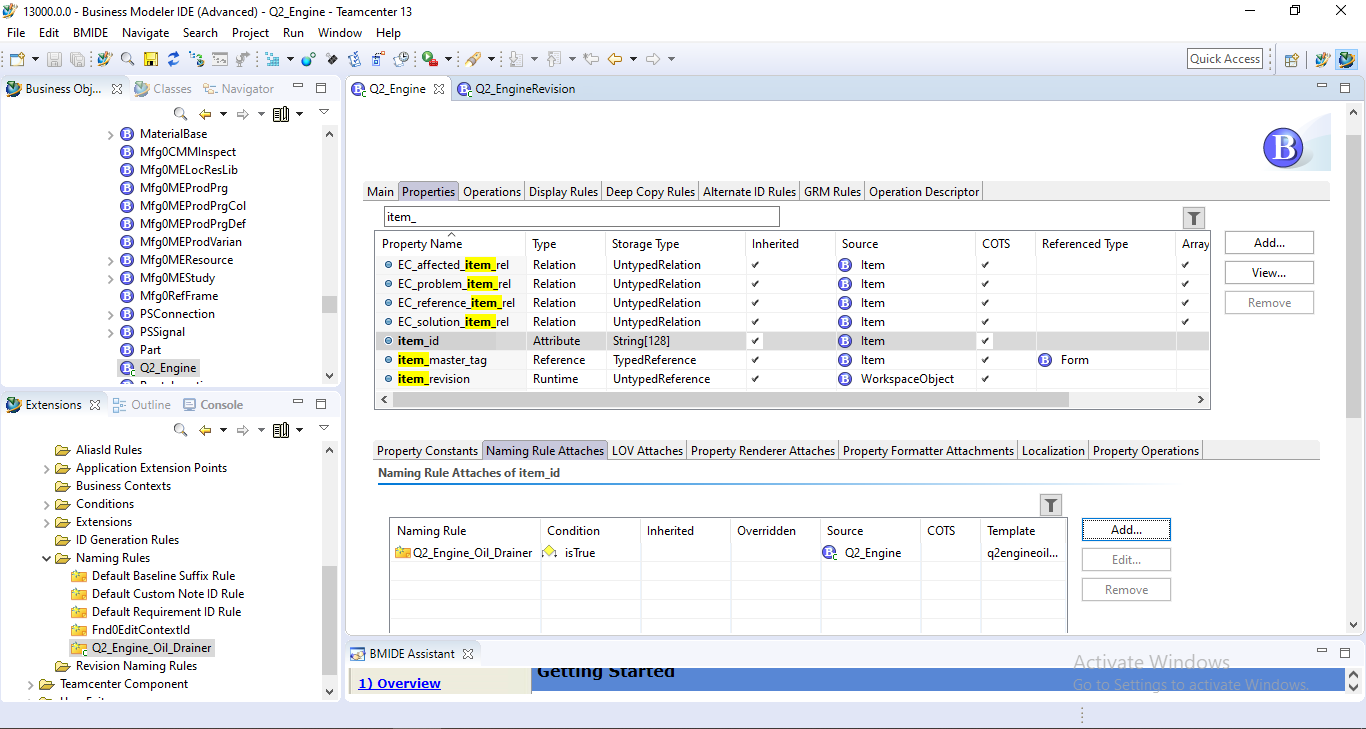 13000.0.0 - Business Modeler IDE (Advanced) - Q2_Engine - Teamcenter 13
File Edit BMIDE Navigate Search Project Run Window Help
Quick Access
Business Obj... Classes Navigator
MaterialBase
Mfg0CMMInspect
Mfg0MELocResLib
Mfg0MEProdPrg
Mfg0MEProdPrgCol
Mfg0MEProdPrgDef
Mfg0MEProdVarian
Mfg0MEResource
Mfg0MEStudy
Mfg0RefFrame
PSConnection
PSSignal
Part
Q2_Engine
Extensions Outline Console
AliasId Rules
Application Extension Points
Business Contexts
Conditions
Extensions
ID Generation Rules
Naming Rules
Default Baseline Suffix Rule
Default Custom Note ID Rule
Default Requirement ID Rule
Fnd0EditContextId
Q2_Engine_Oil_Drainer
Revision Naming Rules
Teamcenter Component
Q2_Engine Q2_EngineRevision
B
Main Properties Operations Display Rules Deep Copy Rules Alternate ID Rules GRM Rules Operation Descriptor
item_
Property Name Type Storage Type Inherited Source COTS Referenced Type Array
EC_affected_item_rel Relation UntypedRelation ✔ Item ✔ ✔
EC_problem_item_rel Relation UntypedRelation ✔ Item ✔ ✔
EC_reference_item_rel Relation UntypedRelation ✔ Item ✔ ✔
EC_solution_item_rel Relation UntypedRelation ✔ Item ✔ ✔
item_id Attribute String[128] ✔ Item ✔
item_master_tag Reference TypedReference ✔ Item ✔ Form
item_revision Runtime UntypedReference ✔ WorkspaceObject ✔
Add...
View...
Remove
Property Constants Naming Rule Attaches LOV Attaches Property Renderer Attaches Property Formatter Attachments Localization Property Operations
Naming Rule Attaches of item_id
Naming Rule Condition Inherited Overridden Source COTS Template
Q2_Engine_Oil_Drainer isTrue Q2_Engine q2engineoil...
Add...
Edit...
Remove
BMIDE Assistant
1) Overview
Getting Started
Activate Windows
Go to Settings to activate Windows.